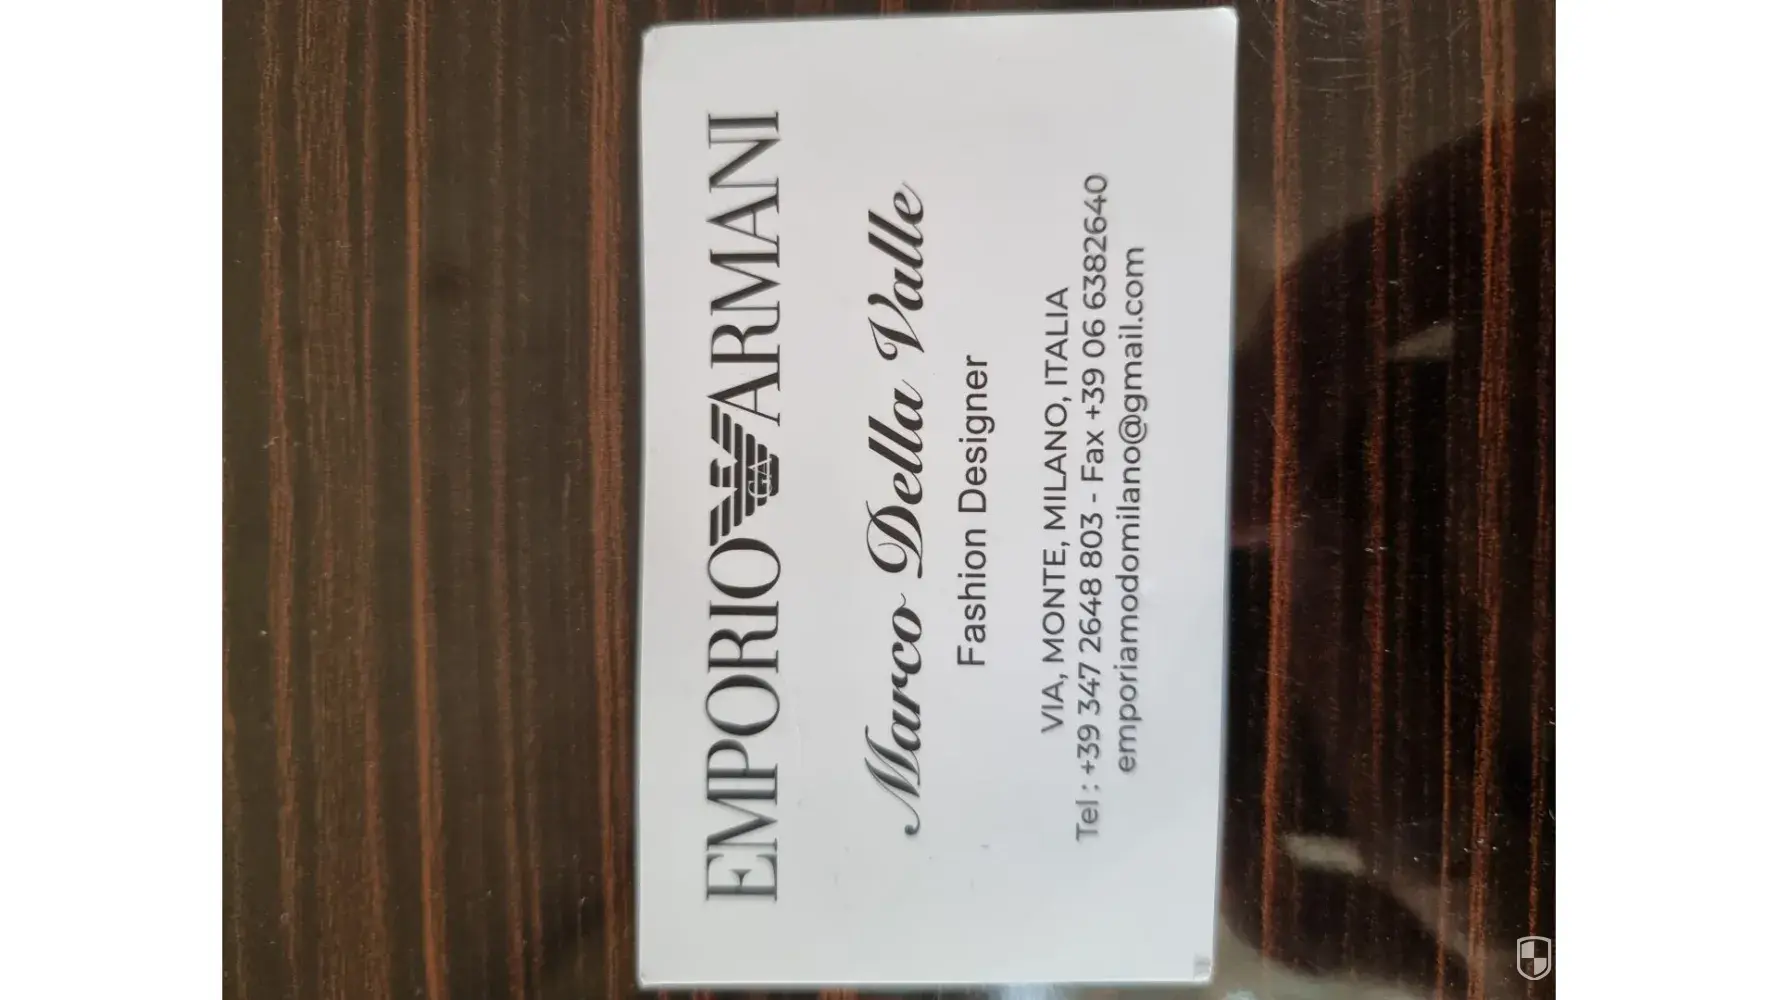 EMPORIO ARMANI
GA
Marco Della Valle
Fashion Designer
VIA, MONTE, MILANO, ITALIA
Tel : +39 347 2648 803 - Fax +39 06 6382640
emporiamodomilano@gmail.com